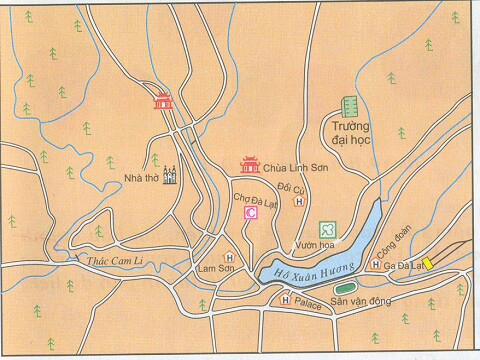 Trường
đại học
Chùa Linh Sơn
Nhà thờ
Đồi Cù
Chợ Đà Lạt
C
H
Vườn hoa
Công đoàn
Thác Cam Li
H
Lam Sơn
Hồ Xuân Hương
H
Ga Đà Lạt
H
Palace
Sân vận động